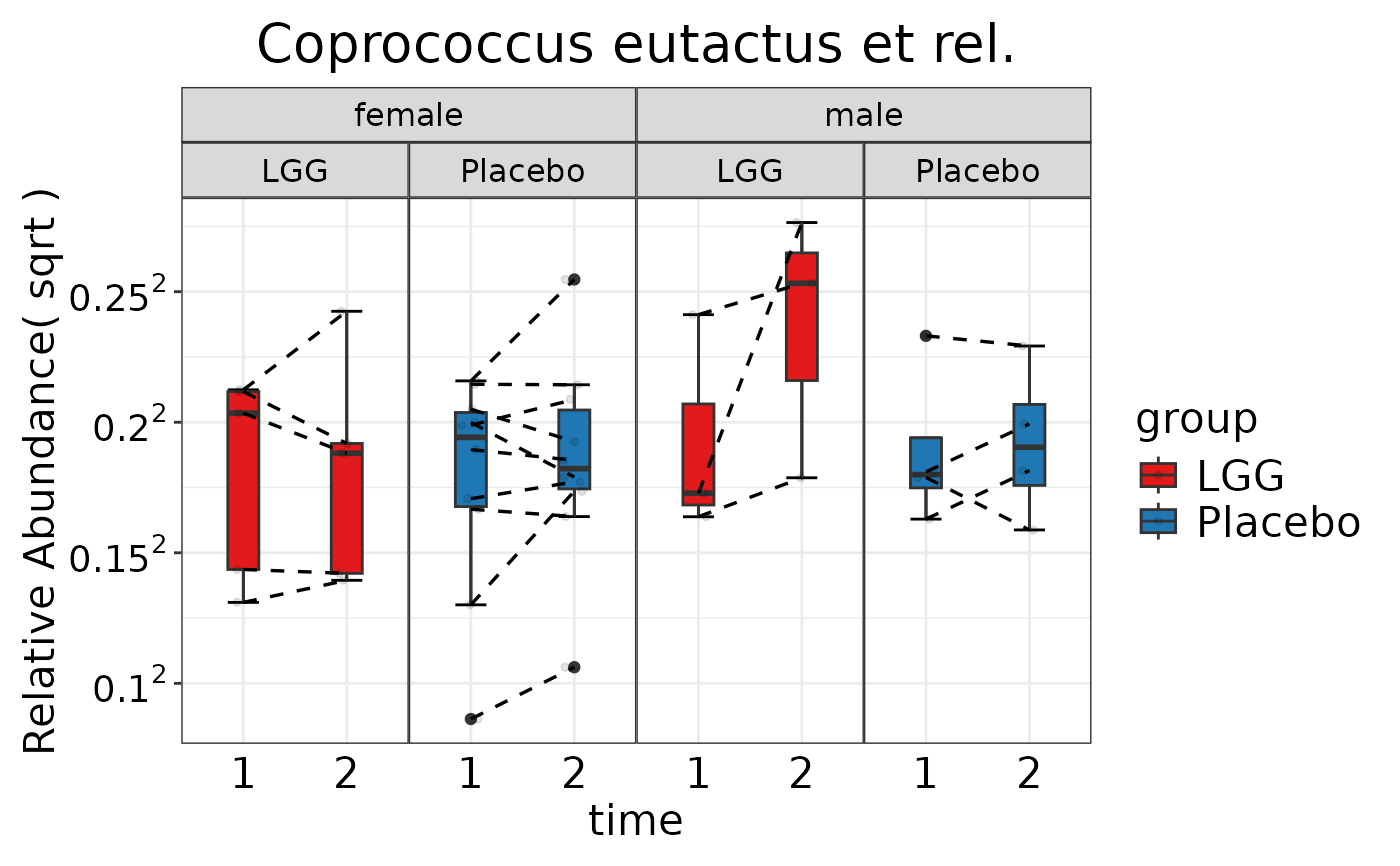 Coprococcus eutactus et rel.
female male
LGG Placebo LGG Placebo
Relative Abundance( sqrt )
0.25²
0.2²
0.15²
0.1²
1 2 1 2 1 2 1 2
time
group
LGG
Placebo